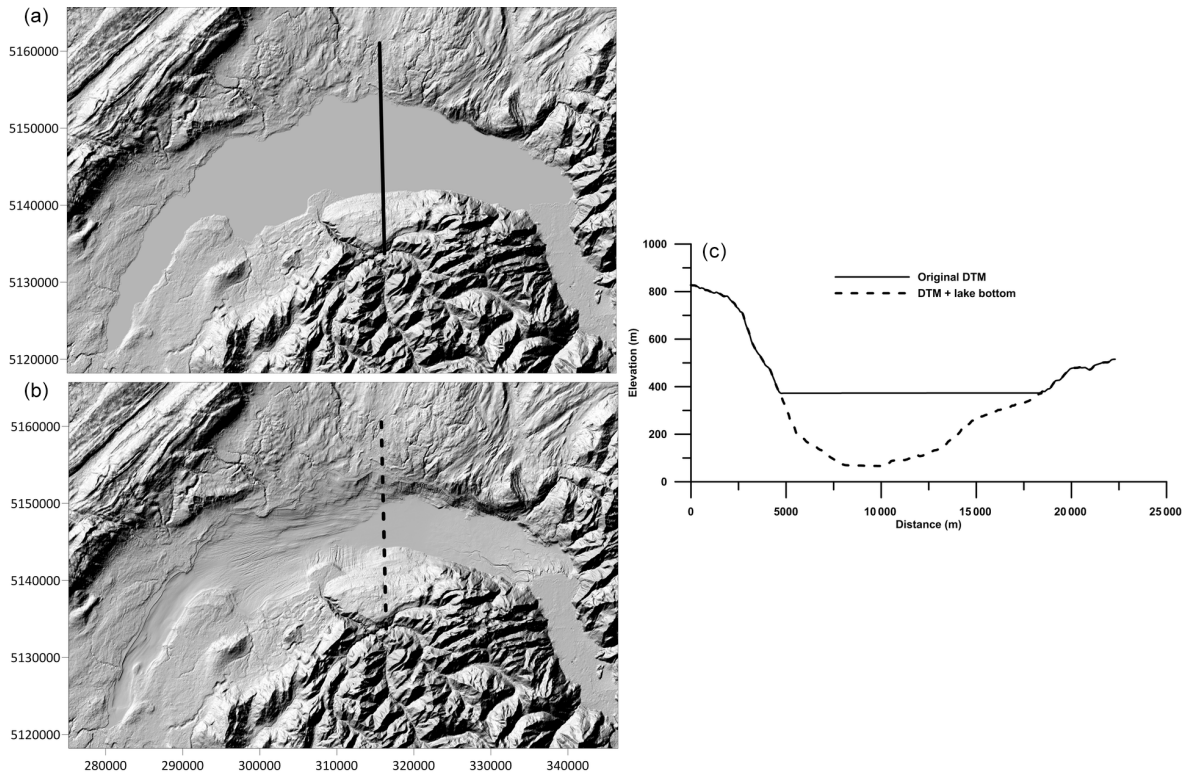 (a)
5160000
5150000
5140000
5130000
5120000
(b)
5160000
5150000
5140000
5130000
5120000
280000 290000 300000 310000 320000 330000 340000
(c)
1000
800
600
400
200
0
Elevation (m)
Original DTM
DTM + lake bottom
0 5000 10 000 15 000 20 000 25 000
Distance (m)